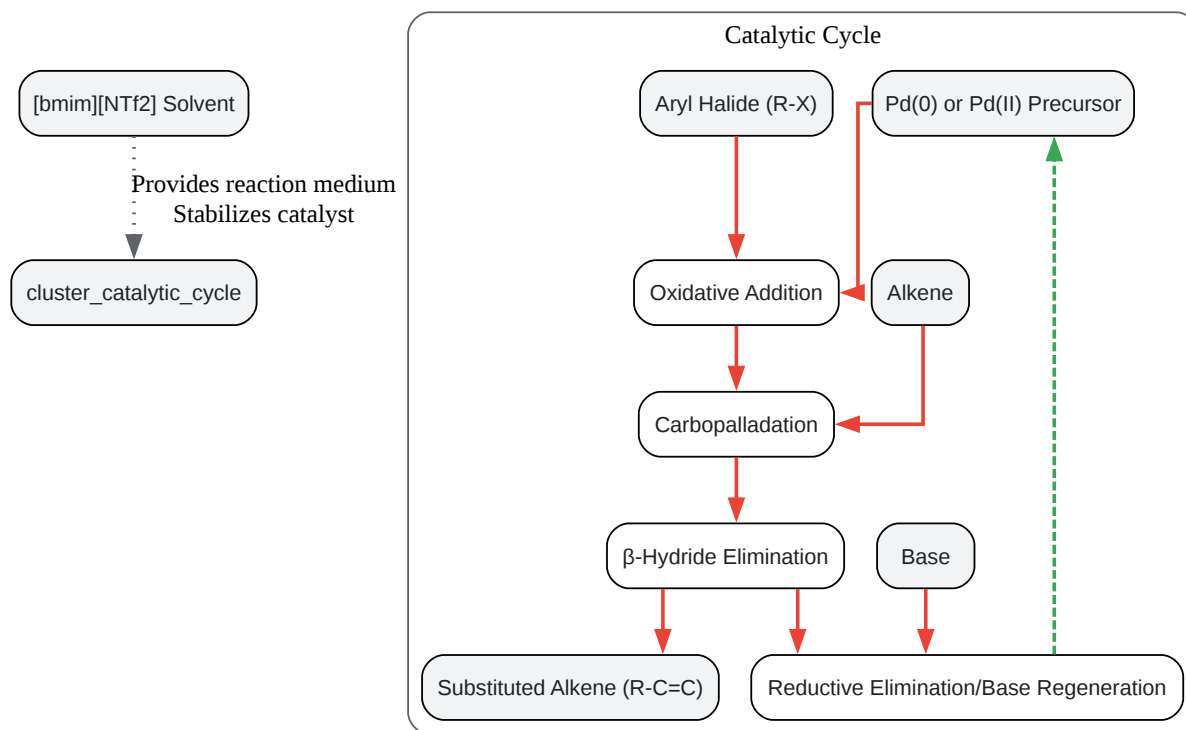 Catalytic Cycle
[bmim][NTf2] Solvent
Aryl Halide (R-X)
Pd(0) or Pd(II) Precursor
Provides reaction medium
Stabilizes catalyst
cluster_catalytic_cycle
Oxidative Addition
Alkene
Carbopalladation
β-Hydride Elimination
Base
Substituted Alkene (R-C=C)
Reductive Elimination/Base Regeneration